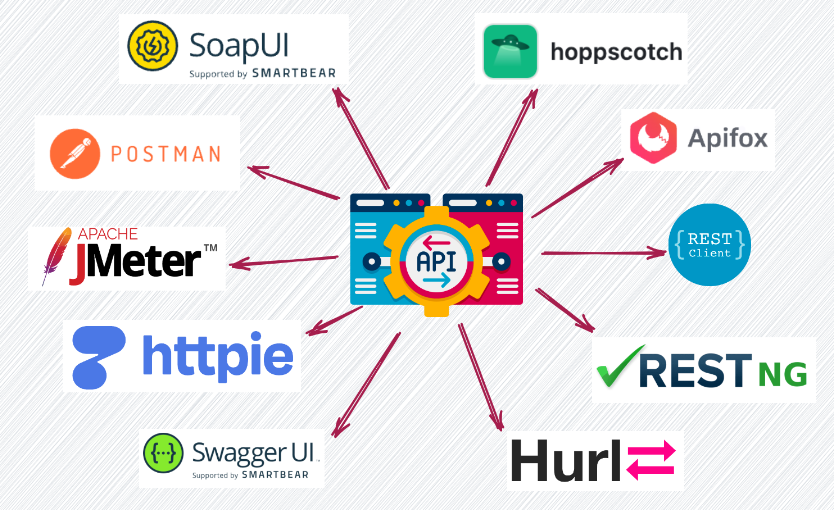 SoapUI
Supported by SMARTBEAR
hoppscotch
POSTMAN
Apifox
APACHE
JMeter™
API
{REST}
Client
httpie
REST NG
Swagger UI
Supported by SMARTBEAR
{···}
Hurl